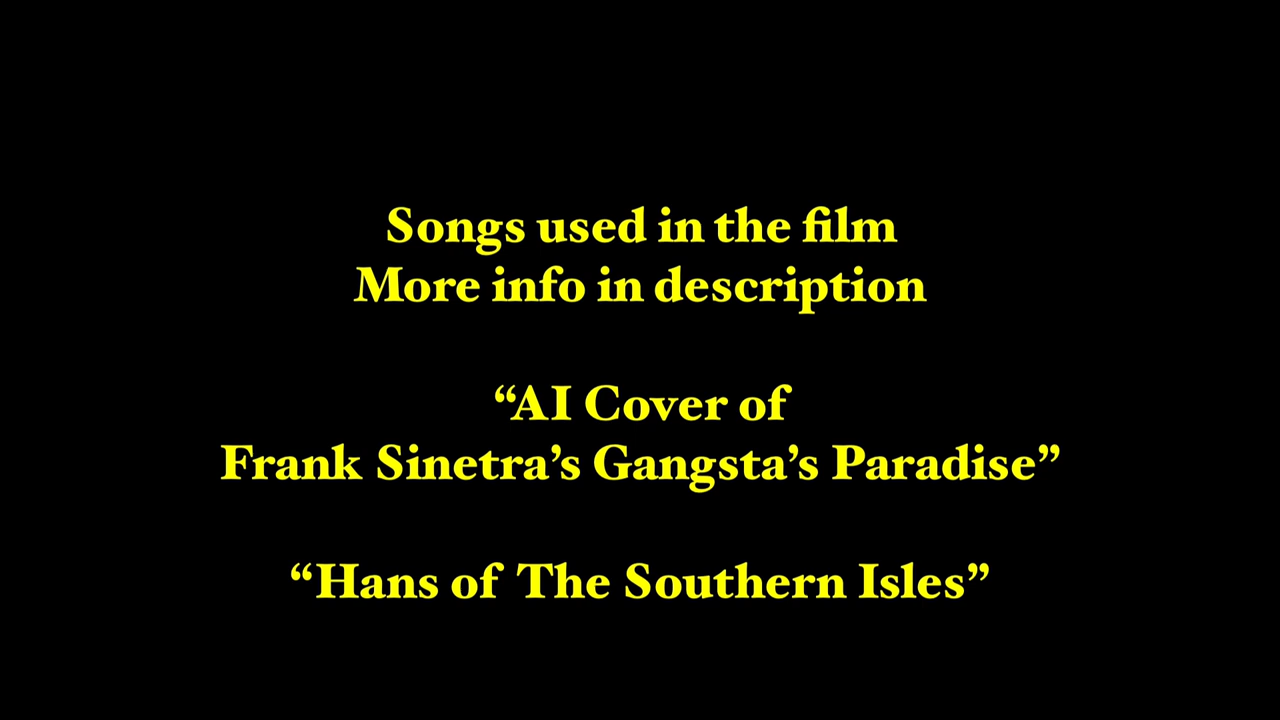 Songs used in the film
More info in description
“AI Cover of
Frank Sinetra’s Gangsta’s Paradise”
“Hans of The Southern Isles”